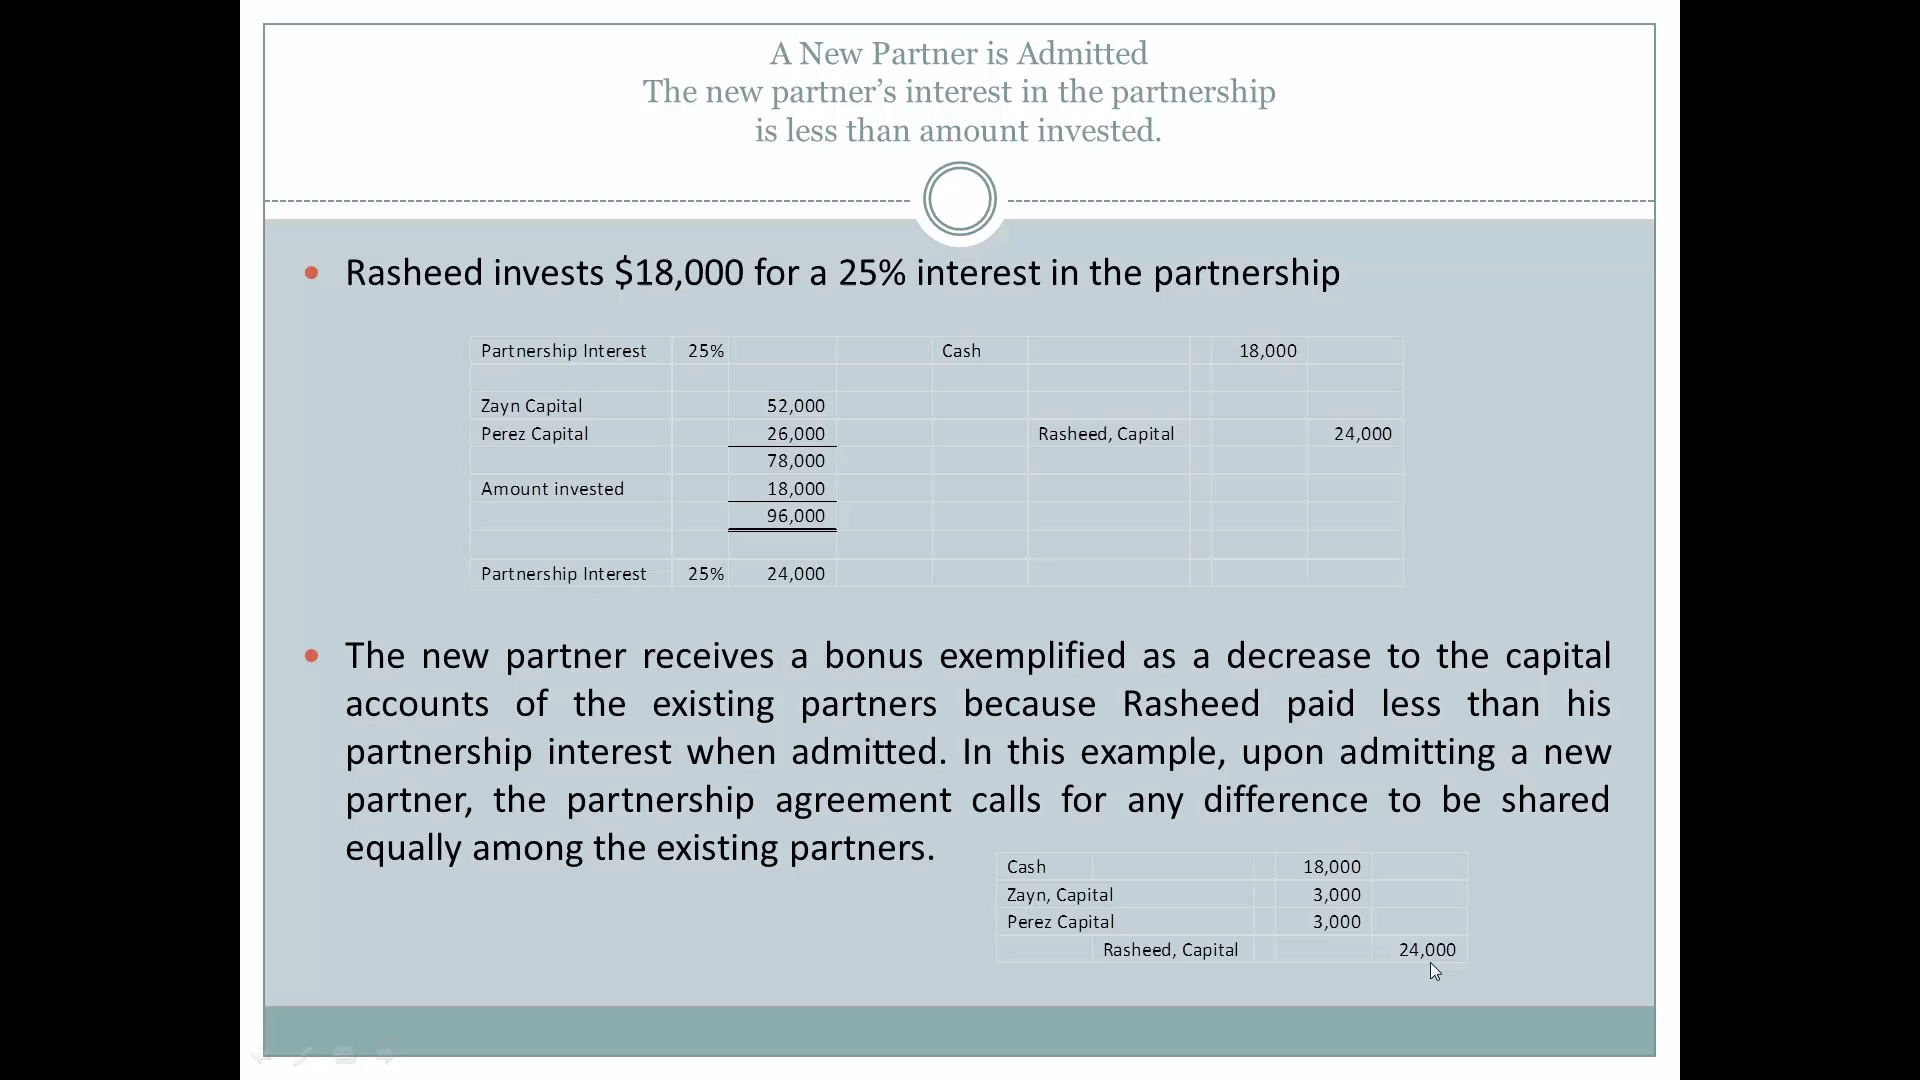 A New Partner is Admitted
The new partner's interest in the partnership
is less than amount invested.
• Rasheed invests $18,000 for a 25% interest in the partnership
Partnership Interest 25% Cash 18,000
Zayn Capital 52,000
Perez Capital 26,000 Rasheed, Capital 24,000
78,000
Amount invested 18,000
96,000
Partnership Interest 25% 24,000
• The new partner receives a bonus exemplified as a decrease to the capital
accounts of the existing partners because Rasheed paid less than his
partnership interest when admitted. In this example, upon admitting a new
partner, the partnership agreement calls for any difference to be shared
equally among the existing partners.
Cash 18,000
Zayn, Capital 3,000
Perez Capital 3,000
Rasheed, Capital 24,000